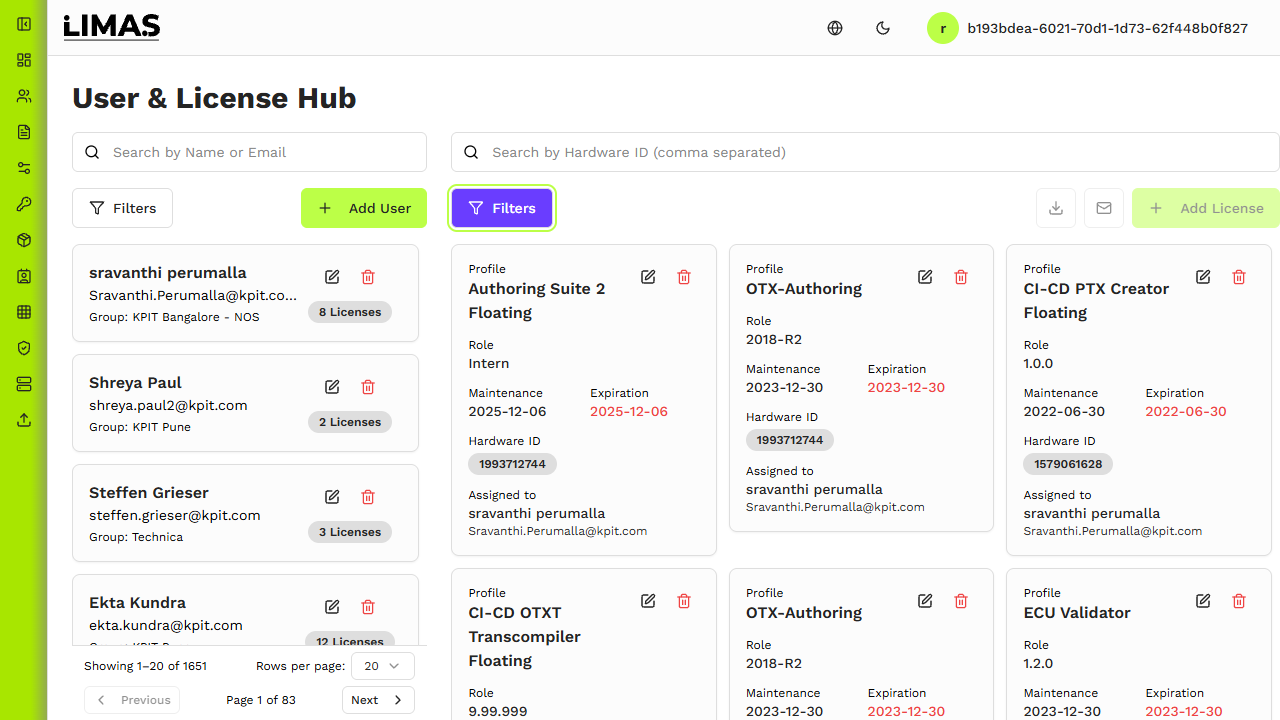 LIMAS
r b193bdea-6021-70d1-1d73-62f448b0f827
User & License Hub
Search by Name or Email
Search by Hardware ID (comma separated)
Filters
Add User
Filters
Add License
sravanthi perumalla
Sravanthi.Perumalla@kpit.co...
Group: KPIT Bangalore - NOS
8 Licenses
Shreya Paul
shreya.paul2@kpit.com
Group: KPIT Pune
2 Licenses
Steffen Grieser
steffen.grieser@kpit.com
Group: Technica
3 Licenses
Ekta Kundra
ekta.kundra@kpit.com
12 Licenses
Showing 1–20 of 1651
Rows per page: 20
Previous
Page 1 of 83
Next
Profile
Authoring Suite 2
Floating
Role
Intern
Maintenance
2025-12-06
Expiration
2025-12-06
Hardware ID
1993712744
Assigned to
sravanthi perumalla
Sravanthi.Perumalla@kpit.com
Profile
OTX-Authoring
Role
2018-R2
Maintenance
2023-12-30
Expiration
2023-12-30
Hardware ID
1993712744
Assigned to
sravanthi perumalla
Sravanthi.Perumalla@kpit.com
Profile
CI-CD PTX Creator
Floating
Role
1.0.0
Maintenance
2022-06-30
Expiration
2022-06-30
Hardware ID
1579061628
Assigned to
sravanthi perumalla
Sravanthi.Perumalla@kpit.com
Profile
CI-CD OTXT
Transcompiler
Floating
Role
9.99.999
Profile
OTX-Authoring
Role
2018-R2
Maintenance
2023-12-30
Expiration
2023-12-30
Profile
ECU Validator
Role
1.2.0
Maintenance
2023-12-30
Expiration
2023-12-30